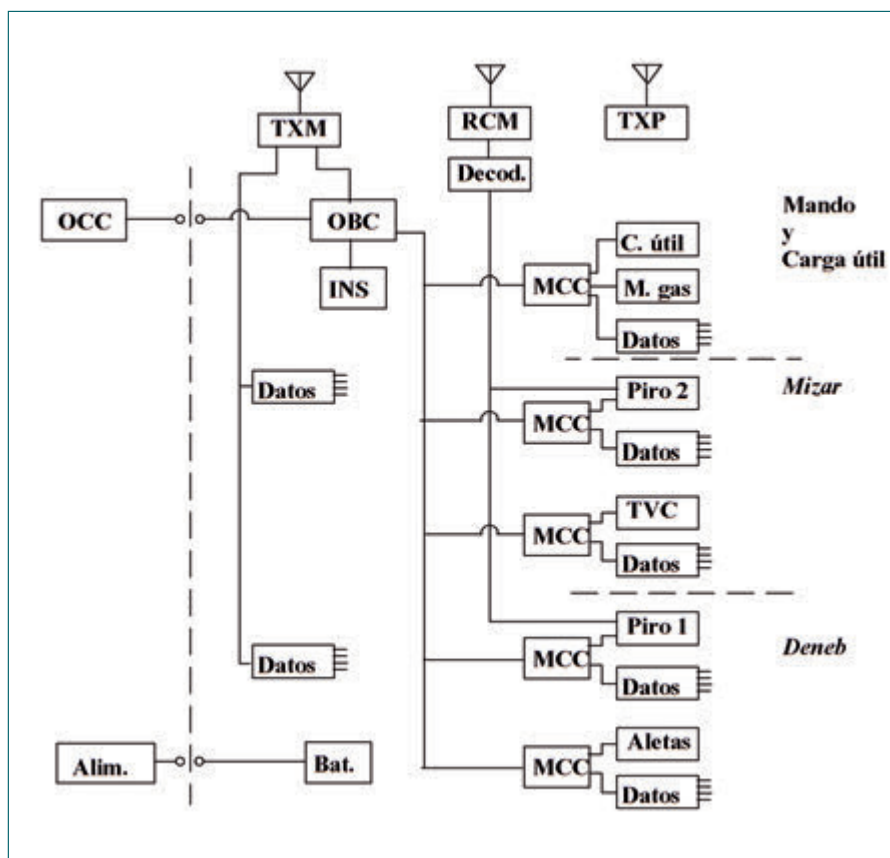 TXM
RCM
TXP
Decod.
OCC
OBC
INS
Mando
y
Carga útil
C. útil
MCC
M. gas
Datos
Datos
Mizar
Piro 2
MCC
Datos
TVC
MCC
Datos
Piro 1
Deneb
Datos
MCC
Datos
Aletas
Alim.
Bat.
MCC
Datos